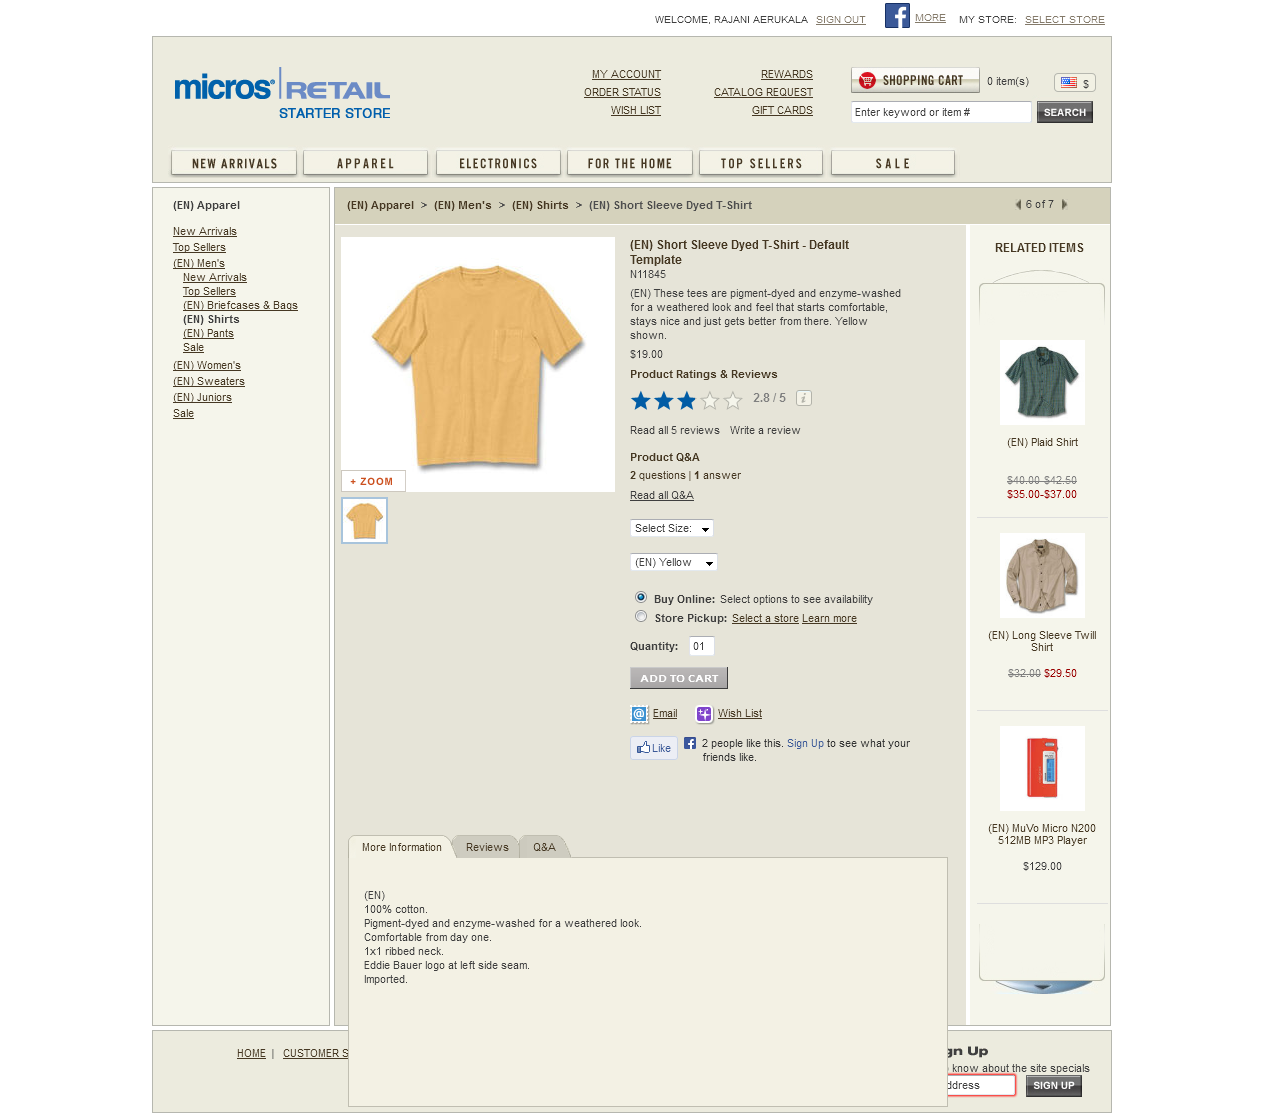 WELCOME, RAJANI AERUKALA SIGN OUT MORE MY STORE: SELECT STORE
micros RETAIL
STARTER STORE
MY ACCOUNT
ORDER STATUS
WISH LIST
REWARDS
CATALOG REQUEST
GIFT CARDS
SHOPPING CART 0 item(s) $
Enter keyword or item # SEARCH
NEW ARRIVALS APPAREL ELECTRONICS FOR THE HOME TOP SELLERS SALE
(EN) Apparel
New Arrivals
Top Sellers
(EN) Men's
New Arrivals
Top Sellers
(EN) Briefcases & Bags
(EN) Shirts
(EN) Pants
Sale
(EN) Women's
(EN) Sweaters
(EN) Juniors
Sale
(EN) Apparel > (EN) Men's > (EN) Shirts > (EN) Short Sleeve Dyed T-Shirt
6 of 7
+ ZOOM
(EN) Short Sleeve Dyed T-Shirt - Default
Template
N11845
(EN) These tees are pigment-dyed and enzyme-washed
for a weathered look and feel that starts comfortable,
stays nice and just gets better from there. Yellow
shown.
$19.00
Product Ratings & Reviews
2.8 / 5 i
Read all 5 reviews Write a review
Product Q&A
2 questions | 1 answer
Read all Q&A
Select Size:
(EN) Yellow
Buy Online: Select options to see availability
Store Pickup: Select a store Learn more
Quantity: 01
ADD TO CART
Email Wish List
Like 2 people like this. Sign Up to see what your
friends like.
RELATED ITEMS
(EN) Plaid Shirt
$40.00-$42.50
$35.00-$37.00
(EN) Long Sleeve Twill
Shirt
$32.00 $29.50
(EN) MuVo Micro N200
512MB MP3 Player
$129.00
More Information Reviews Q&A
(EN)
100% cotton.
Pigment-dyed and enzyme-washed for a weathered look.
Comfortable from day one.
1x1 ribbed neck.
Eddie Bauer logo at left side seam.
Imported.
HOME | CUSTOMER S
gn Up
know about the site specials
ddress SIGN UP